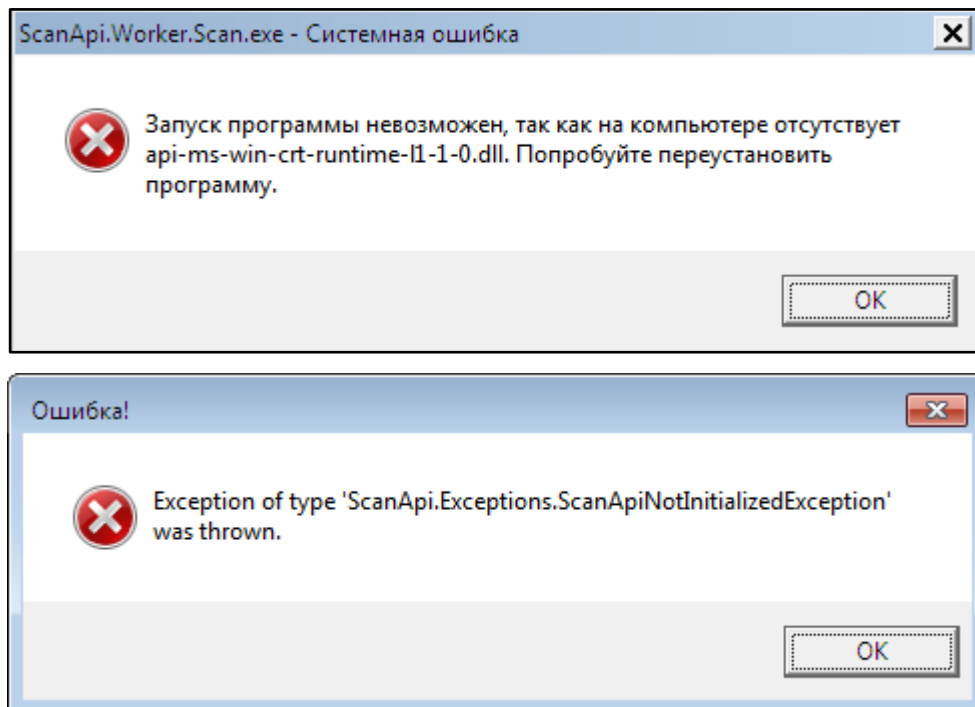 ScanApi.Worker.Scan.exe - Системная ошибка
Запуск программы невозможен, так как на компьютере отсутствует
api-ms-win-crt-runtime-l1-1-0.dll. Попробуйте переустановить
программу.
OK
Ошибка!
Exception of type 'ScanApi.Exceptions.ScanApiNotInitializedException'
was thrown.
OK